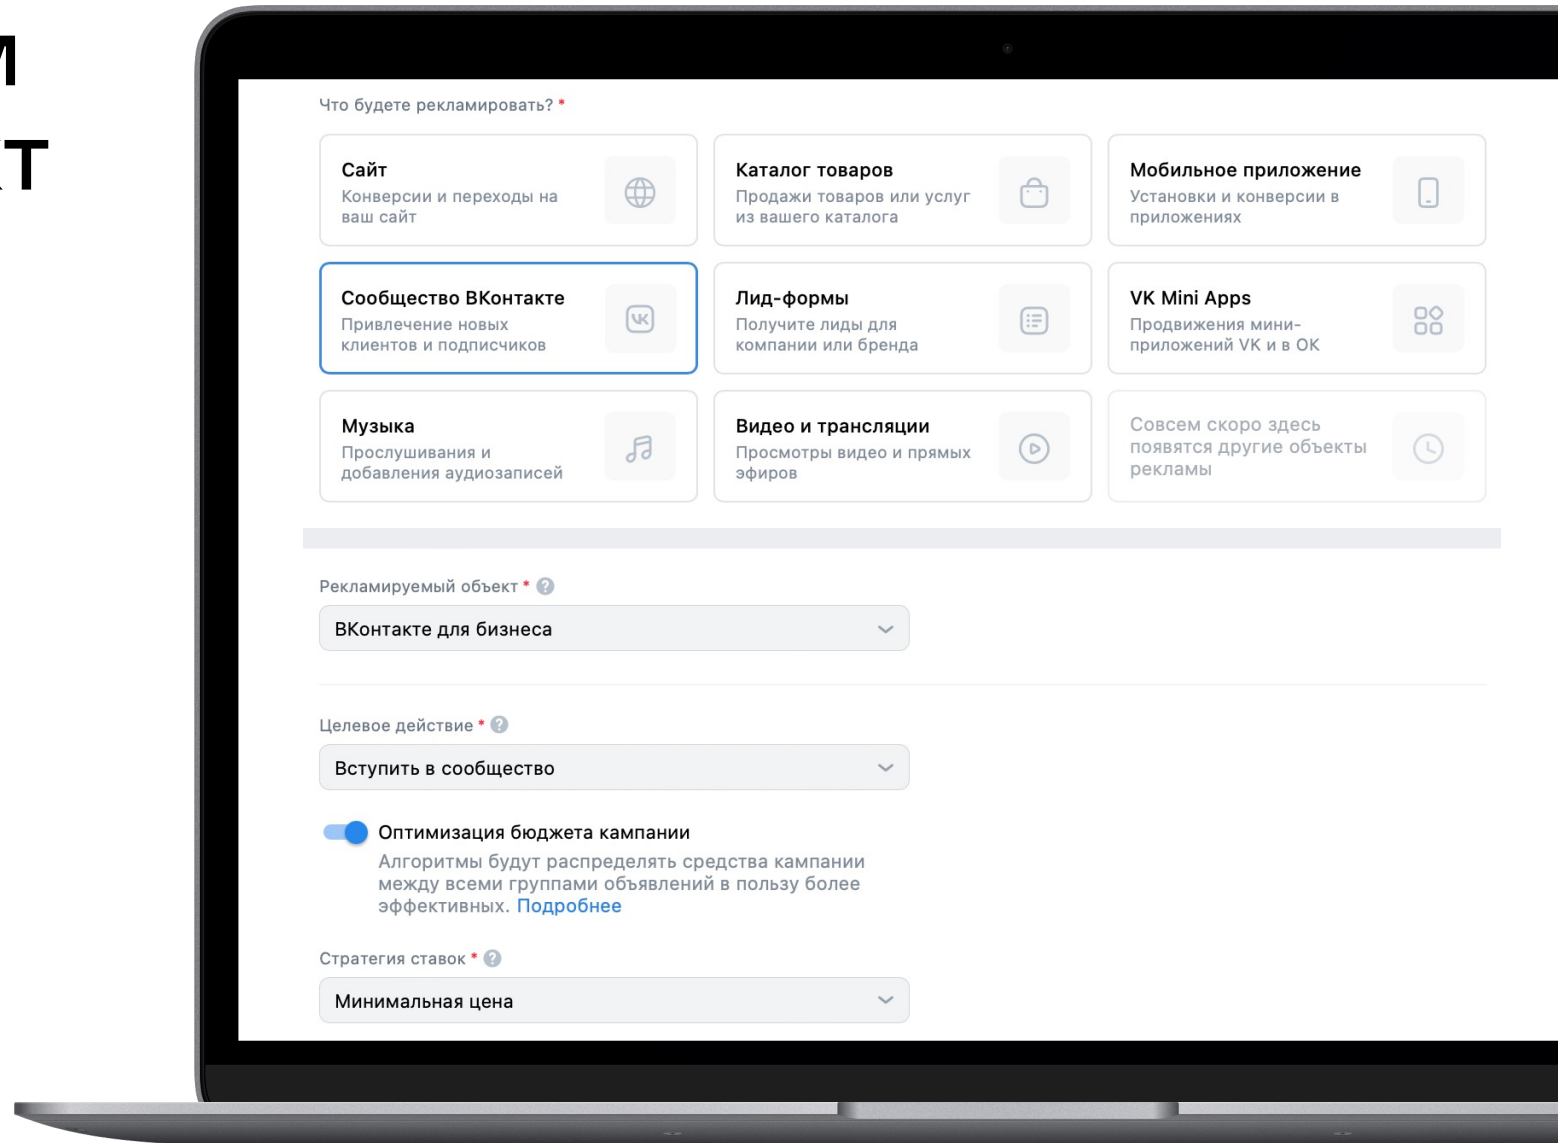 Что будете рекламировать? *
Сайт
Конверсии и переходы на
ваш сайт
Каталог товаров
Продажи товаров или услуг
из вашего каталога
Мобильное приложение
Установки и конверсии в
приложениях
Сообщество ВКонтакте
Привлечение новых
клиентов и подписчиков
Лид-формы
Получите лиды для
компании или бренда
VK Mini Apps
Продвижения мини-
приложений VK и в ОК
Музыка
Прослушивания и
добавления аудиозаписей
Видео и трансляции
Просмотры видео и прямых
эфиров
Совсем скоро здесь
появятся другие объекты
рекламы
Рекламируемый объект * ?
ВКонтакте для бизнеса
Целевое действие * ?
Вступить в сообщество
Оптимизация бюджета кампании
Алгоритмы будут распределять средства кампании
между всеми группами объявлений в пользу более
эффективных. Подробнее
Стратегия ставок * ?
Минимальная цена